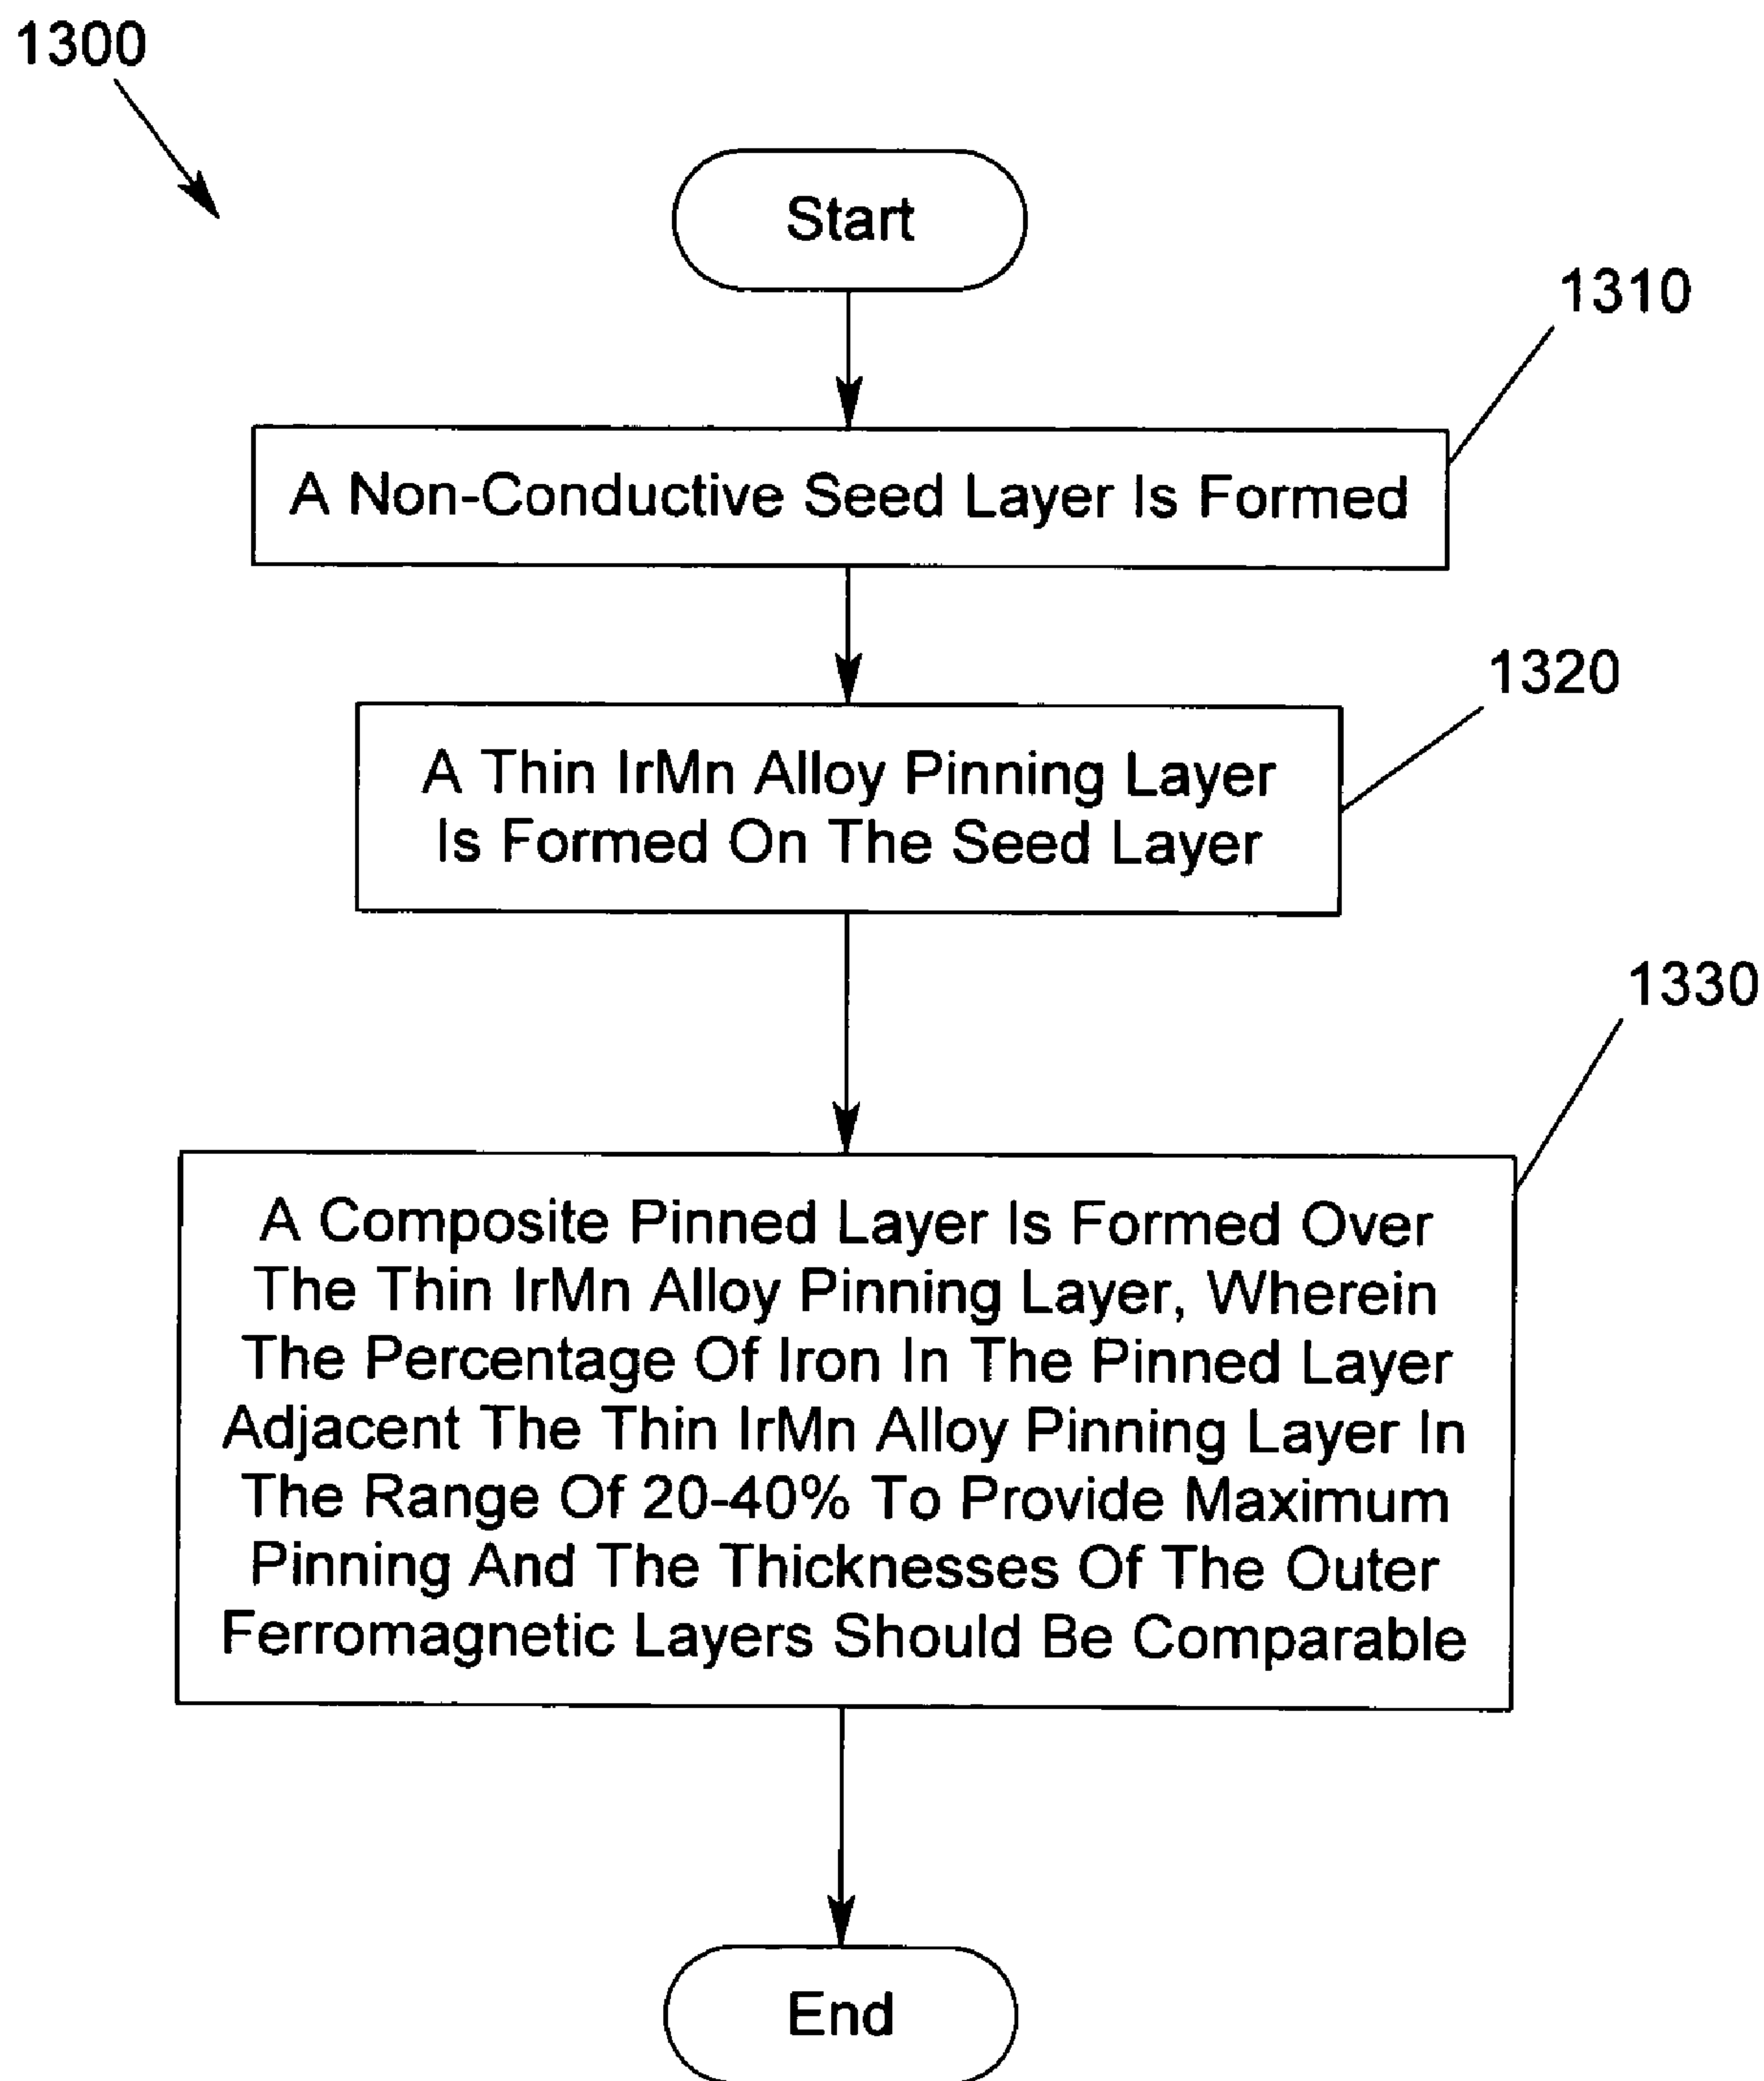 1300
Start
1310
A Non-Conductive Seed Layer Is Formed
1320
A Thin IrMn Alloy Pinning Layer
Is Formed On The Seed Layer
1330
A Composite Pinned Layer Is Formed Over
The Thin IrMn Alloy Pinning Layer, Wherein
The Percentage Of Iron In The Pinned Layer
Adjacent The Thin IrMn Alloy Pinning Layer In
The Range Of 20-40% To Provide Maximum
Pinning And The Thicknesses Of The Outer
Ferromagnetic Layers Should Be Comparable
End